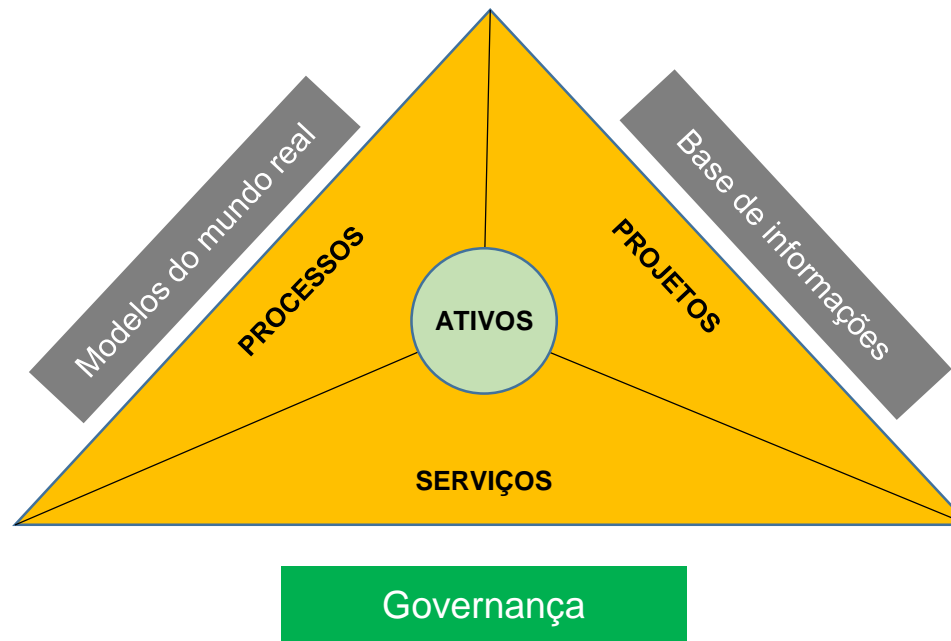 Modelos do mundo real
Base de informações
PROCESSOS
PROJETOS
ATIVOS
SERVIÇOS
Governança